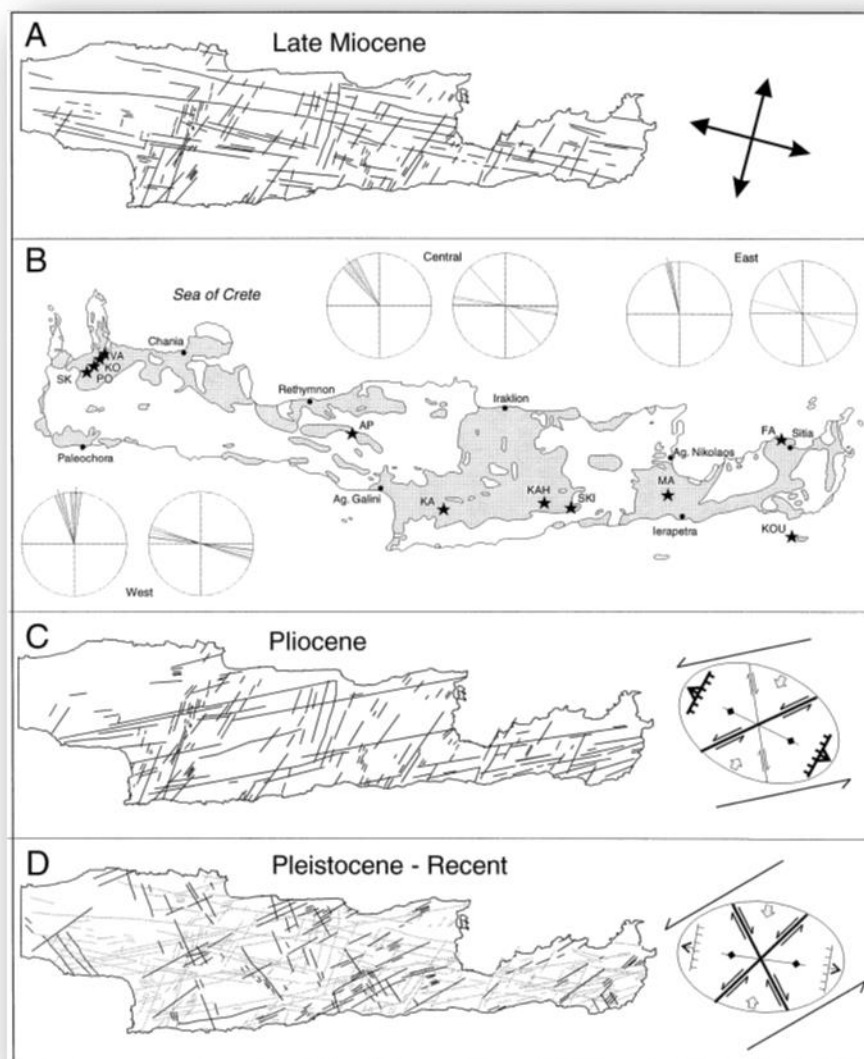 A
Late Miocene
B
Central
East
Sea of Crete
Chania
VA
KO
SK
PO
Rethymnon
Iraklion
AP
FA
Sitia
Paleochora
Ag. Nikolaos
MA
Ag. Galini
KA
KAH
SKI
Ierapetra
KOU
West
C
Pliocene
D
Pleistocene - Recent